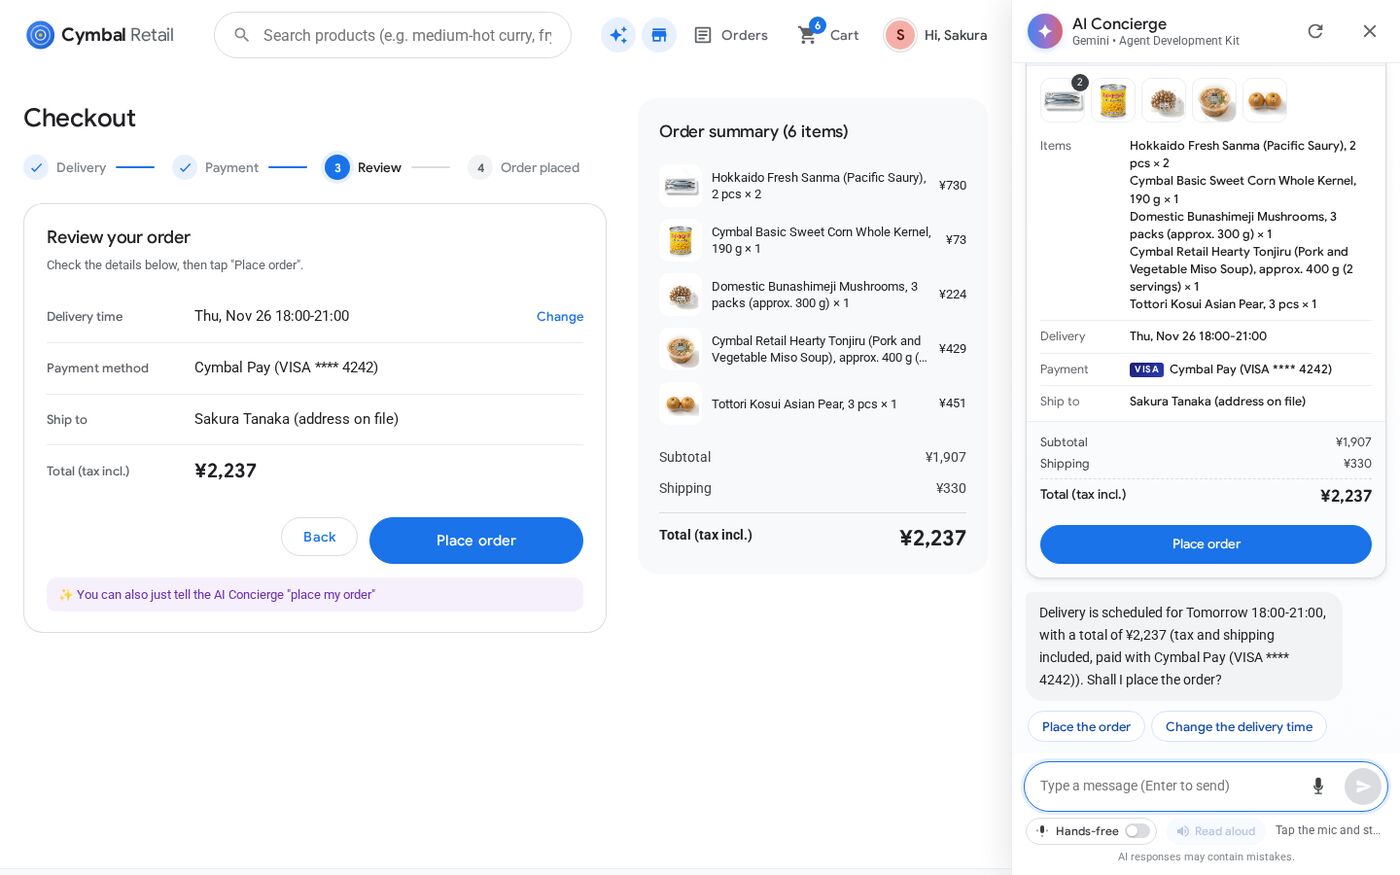 Cymbal Retail
Search products (e.g. medium-hot curry, fr
Orders
6
Cart
S
Hi, Sakura
Checkout
Delivery
Payment
3
Review
4
Order placed
Review your order
Check the details below, then tap "Place order".
Delivery time
Thu, Nov 26 18:00-21:00
Change
Payment method
Cymbal Pay (VISA **** 4242)
Ship to
Sakura Tanaka (address on file)
Total (tax incl.)
¥2,237
Back
Place order
✨ You can also just tell the AI Concierge "place my order"
Order summary (6 items)
Hokkaido Fresh Sanma (Pacific Saury),
2 pcs × 2
¥730
Cymbal Basic Sweet Corn Whole Kernel,
190 g × 1
¥73
Domestic Bunashimeji Mushrooms, 3
packs (approx. 300 g) × 1
¥224
Cymbal Retail Hearty Tonjiru (Pork and
Vegetable Miso Soup), approx. 400 g (...
¥429
Tottori Kosui Asian Pear, 3 pcs × 1
¥451
Subtotal
¥1,907
Shipping
¥330
Total (tax incl.)
¥2,237
AI Concierge
Gemini • Agent Development Kit
2
Items
Hokkaido Fresh Sanma (Pacific Saury), 2
pcs × 2
Cymbal Basic Sweet Corn Whole Kernel,
190 g × 1
Domestic Bunashimeji Mushrooms, 3
packs (approx. 300 g) × 1
Cymbal Retail Hearty Tonjiru (Pork and
Vegetable Miso Soup), approx. 400 g (2
servings) × 1
Tottori Kosui Asian Pear, 3 pcs × 1
Delivery
Thu, Nov 26 18:00-21:00
Payment
VISA Cymbal Pay (VISA **** 4242)
Ship to
Sakura Tanaka (address on file)
Subtotal
¥1,907
Shipping
¥330
Total (tax incl.)
¥2,237
Place order
Delivery is scheduled for Tomorrow 18:00-21:00,
with a total of ¥2,237 (tax and shipping
included, paid with Cymbal Pay (VISA ****
4242)). Shall I place the order?
Place the order
Change the delivery time
Type a message (Enter to send)
Hands-free
Read aloud
Tap the mic and st...
AI responses may contain mistakes.